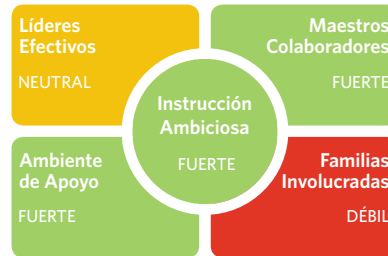 Líderes
Efectivos
NEUTRAL
Maestros
Colaboradores
FUERTE
Instrucción
Ambiciosa
FUERTE
Ambiente
de Apoyo
FUERTE
Familias
Involucradas
DÉBIL